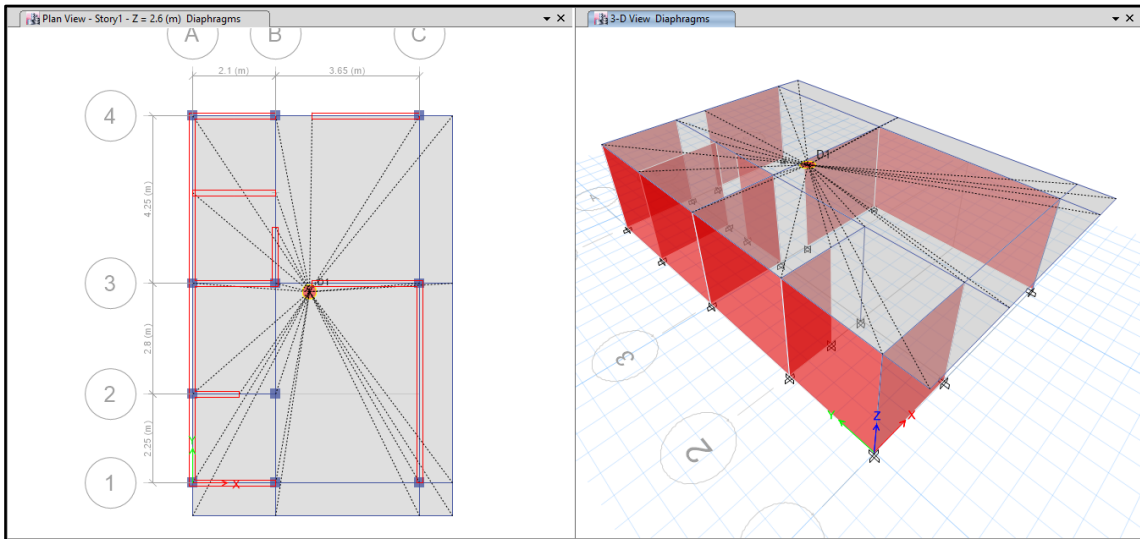 Plan View - Story1 - Z = 2.6 (m) Diaphragms
A
B
C
2.1 (m)
3.65 (m)
4
4.25 (m)
3
D1
2.8 (m)
2
2.25 (m)
Y
1
X
3-D View Diaphragms
D1
4
3
2
Y
Z
X